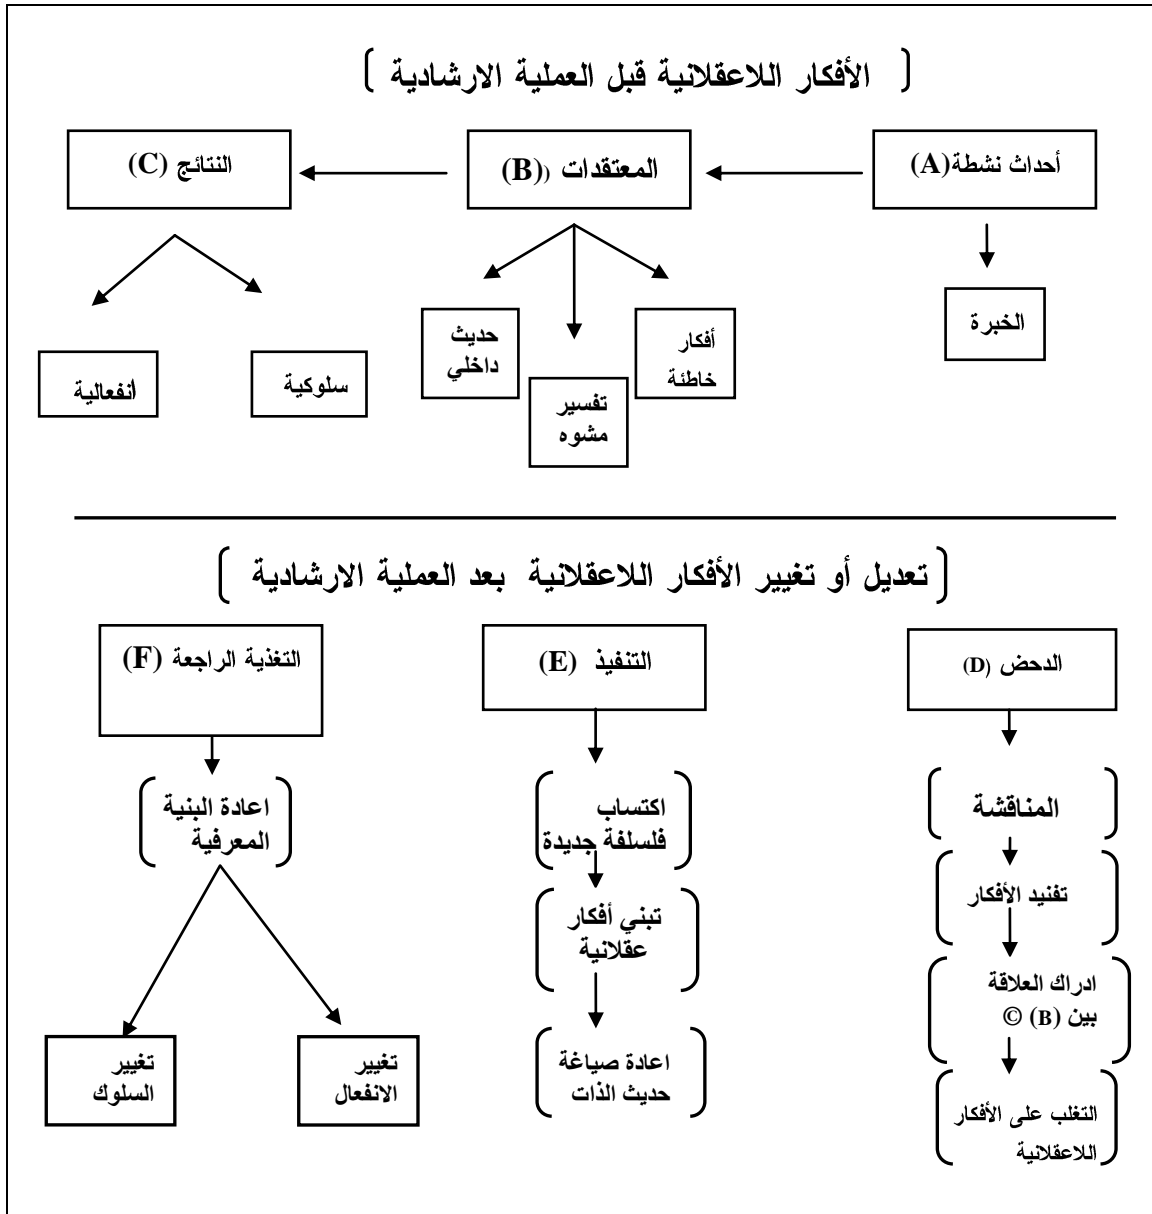 [ الأفكار اللاعقلانية قبل العملية الارشادية ]
أحداث نشطة(A)
المعتقدات ((B)
النتائج (C)
الخبرة
أفكار
خاطئة
تفسير
مشوه
حديث
داخلي
سلوكية
انفعالية
[ تعديل أو تغيير الأفكار اللاعقلانية بعد العملية الارشادية ]
الدحض (D)
المناقشة
تفنيد الأفكار
ادراك العلاقة
بين (B) ©
التغلب على الأفكار
اللاعقلانية
التنفيذ (E)
اكتساب
فلسلفة جديدة
تبني أفكار
عقلانية
اعادة صياغة
حديث الذات
التغذية الراجعة (F)
اعادة البنية
المعرفية
تغيير
الانفعال
تغيير
السلوك